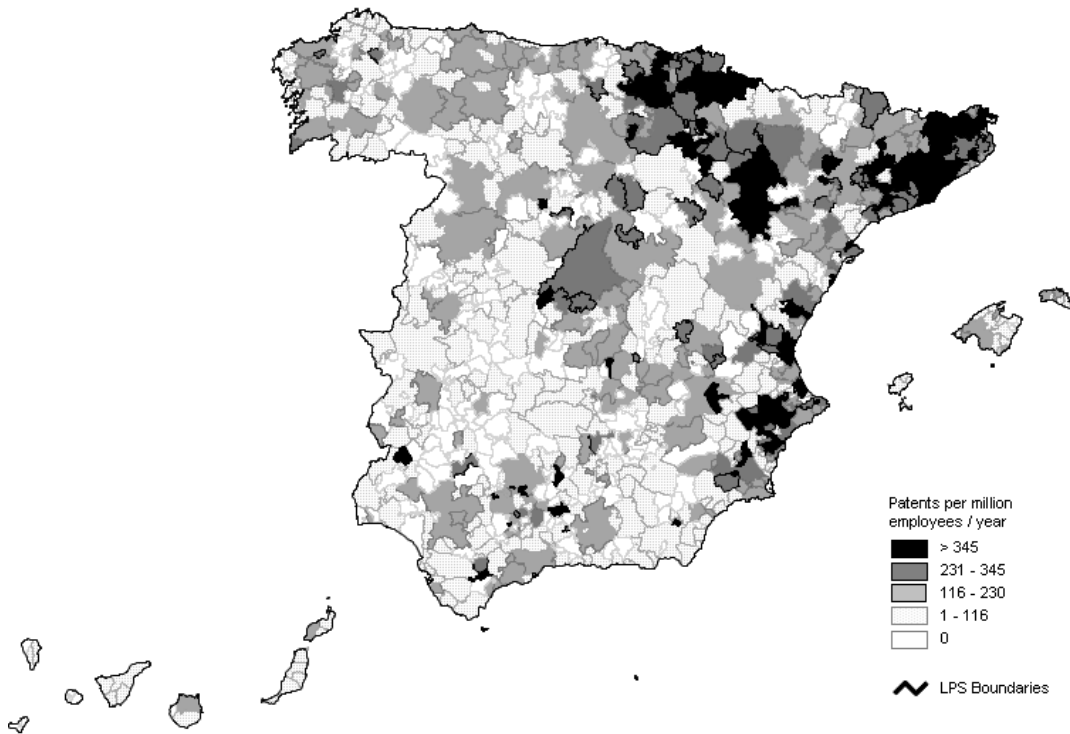 Patents per million
employees / year
> 345
231 - 345
116 - 230
1 - 116
0
LPS Boundaries